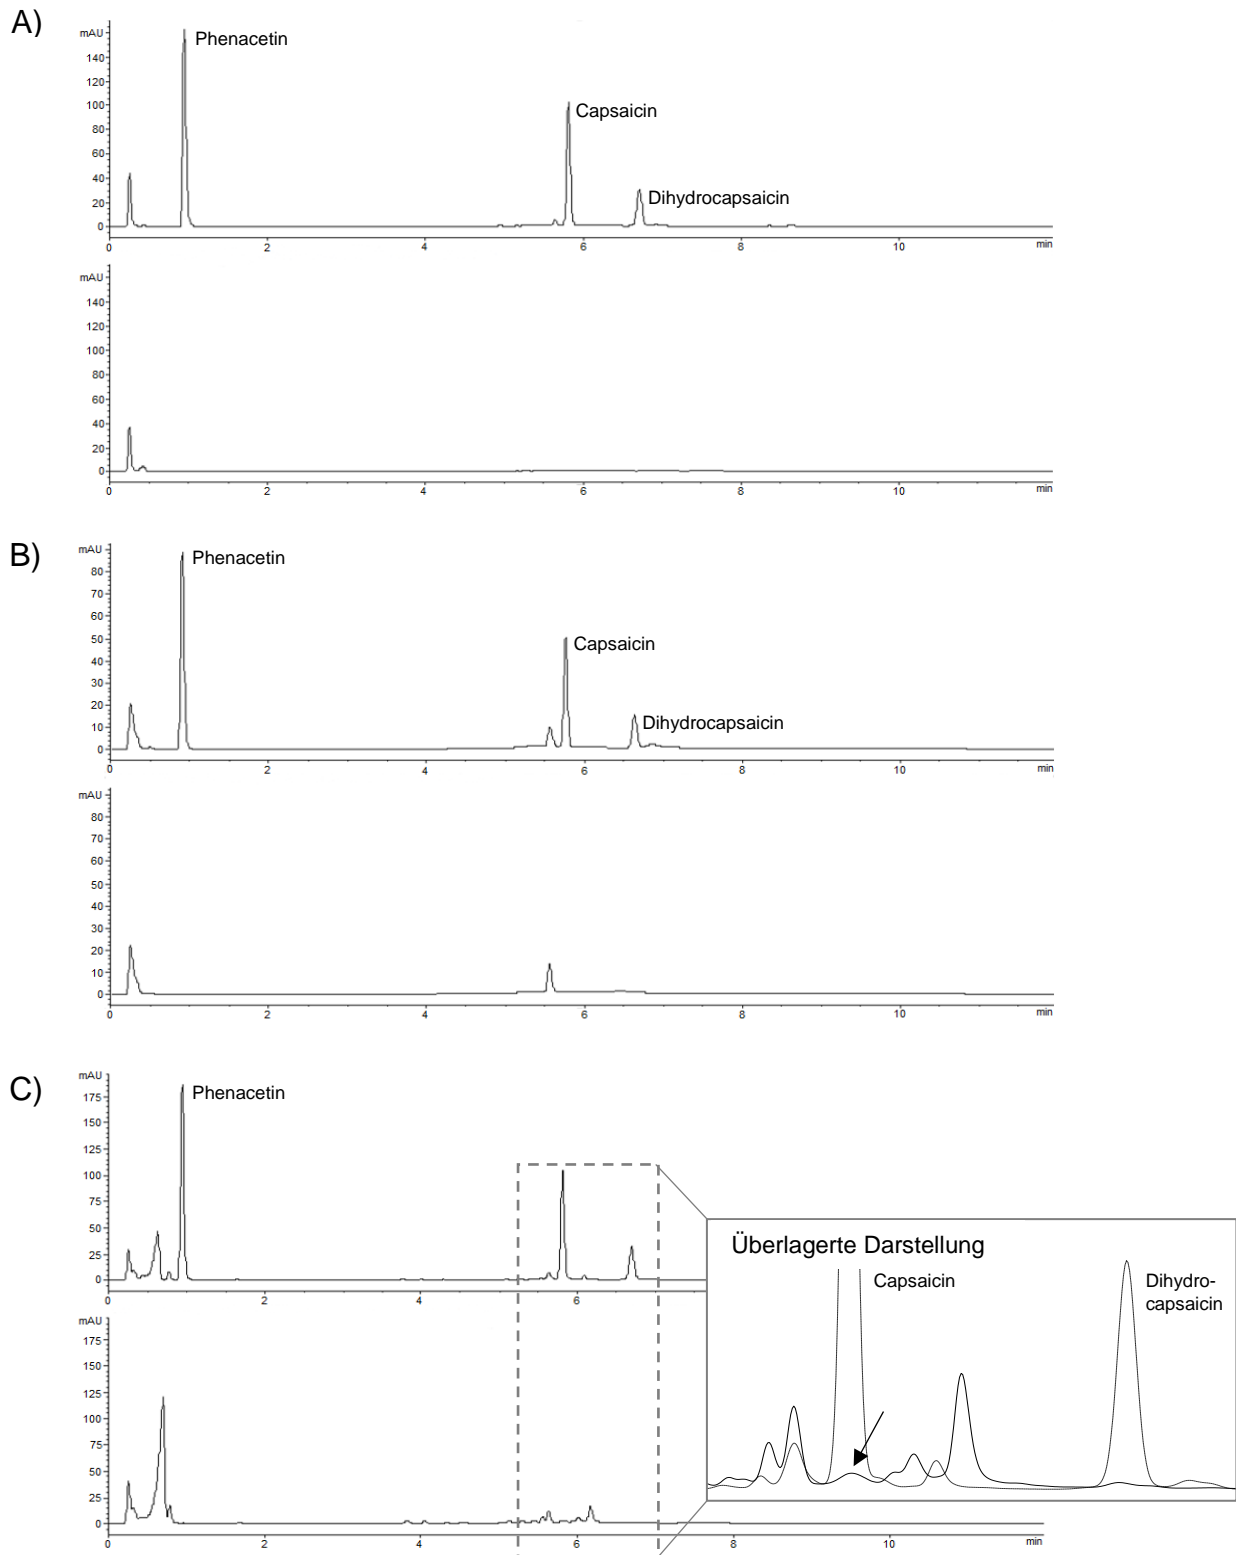 A)
mAU
Phenacetin
140
120
Capsaicin
100
80
60
Dihydrocapsaicin
40
20
0
0 2 4 6 8 10 min
mAU
140
120
100
80
60
40
20
0
0 2 4 6 8 10 min
B)
mAU
Phenacetin
80
70
60
50
Capsaicin
40
30
20
Dihydrocapsaicin
10
0
0 2 4 6 8 10 min
mAU
80
70
60
50
40
30
20
10
0
0 2 4 6 8 10 min
C)
mAU
Phenacetin
175
150
125
100
75
50
25
0
0 2 4 6
Überlagerte Darstellung
Capsaicin
Dihydro-
capsaicin
mAU
175
150
125
100
75
50
25
0
0 2 4 6 8 10 min